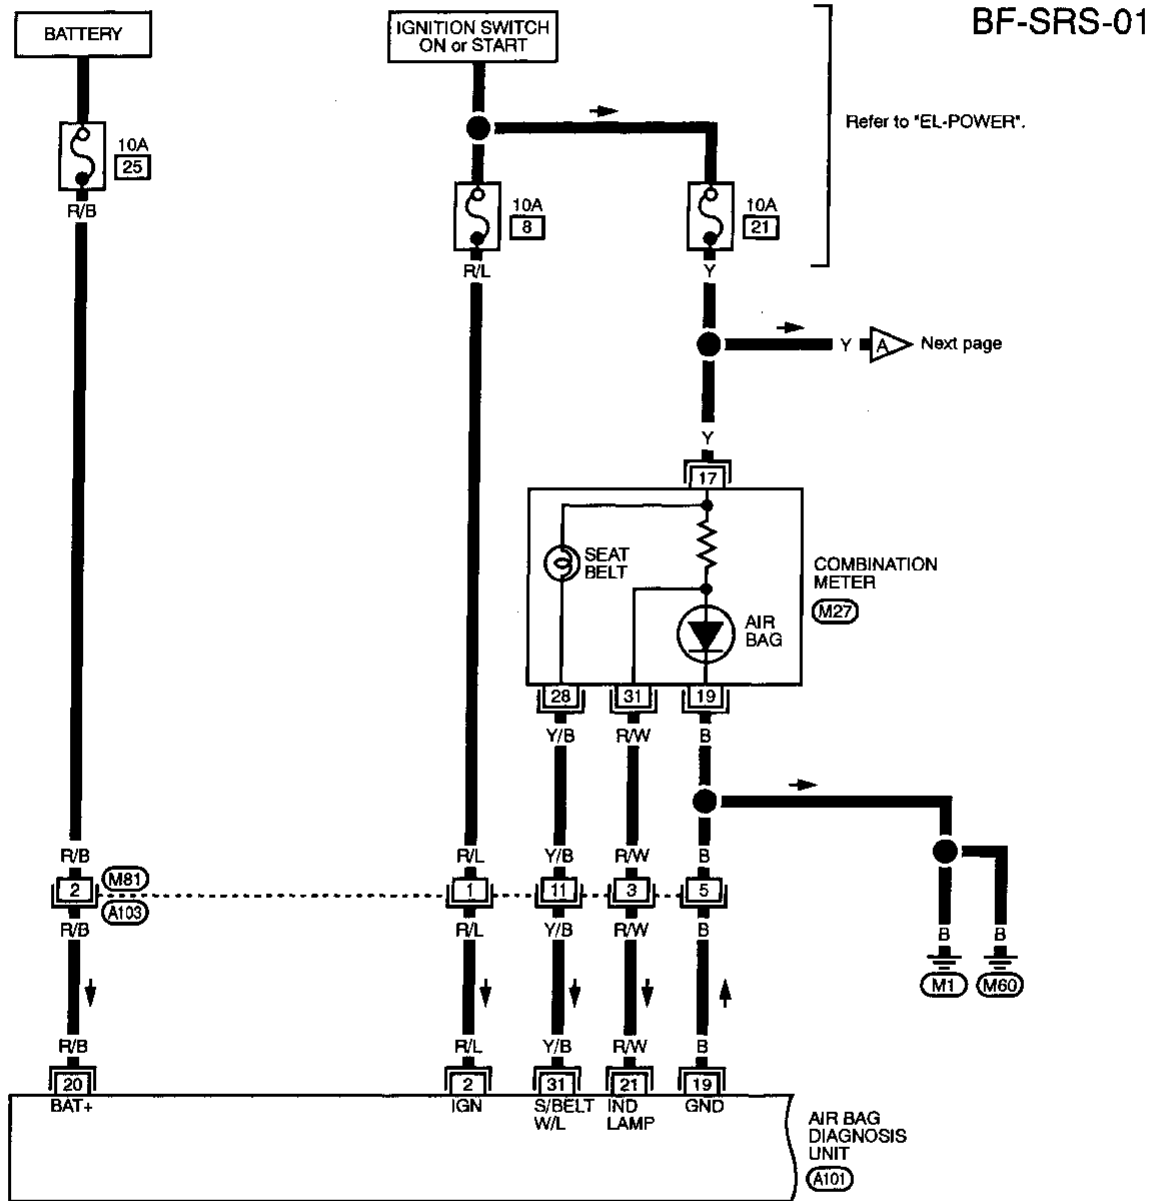 BF-SRS-01
BATTERY
IGNITION SWITCH
ON or START
Refer to "EL-POWER".
10A
25
R/B
10A
8
10A
21
R/L
Y
Y
A
Next page
Y
17
SEAT
BELT
AIR
BAG
COMBINATION
METER
M27
28
31
19
Y/B
R/W
B
R/B
R/L
Y/B
R/W
B
2
M81
1
11
3
5
A103
R/B
R/L
Y/B
R/W
B
B
B
M1
M60
R/B
R/L
Y/B
R/W
B
20
2
31
21
19
BAT+
IGN
S/BELT
W/L
IND
LAMP
GND
AIR BAG
DIAGNOSIS
UNIT
A101